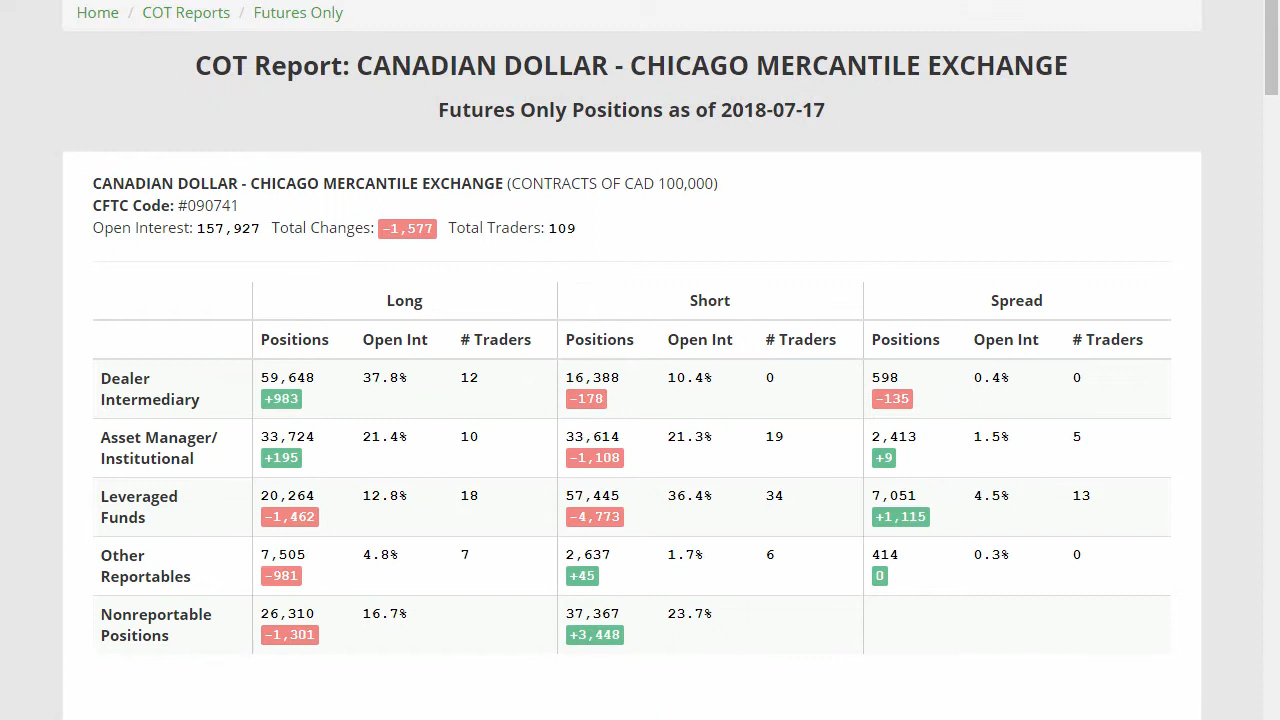 Home / COT Reports / Futures Only
COT Report: CANADIAN DOLLAR - CHICAGO MERCANTILE EXCHANGE
Futures Only Positions as of 2018-07-17
CANADIAN DOLLAR - CHICAGO MERCANTILE EXCHANGE (CONTRACTS OF CAD 100,000)
CFTC Code: #090741
Open Interest: 157,927 Total Changes: -1,577 Total Traders: 109
Long Short Spread
Positions Open Int # Traders Positions Open Int # Traders Positions Open Int # Traders
Dealer 59,648 37.8% 12 16,388 10.4% 0 598 0.4% 0
Intermediary +983 -178 -135
Asset Manager/ 33,724 21.4% 10 33,614 21.3% 19 2,413 1.5% 5
Institutional +195 -1,108 +9
Leveraged 20,264 12.8% 18 57,445 36.4% 34 7,051 4.5% 13
Funds -1,462 -4,773 +1,115
Other 7,505 4.8% 7 2,637 1.7% 6 414 0.3% 0
Reportables -981 +45 0
Nonreportable 26,310 16.7% 37,367 23.7%
Positions -1,301 +3,448